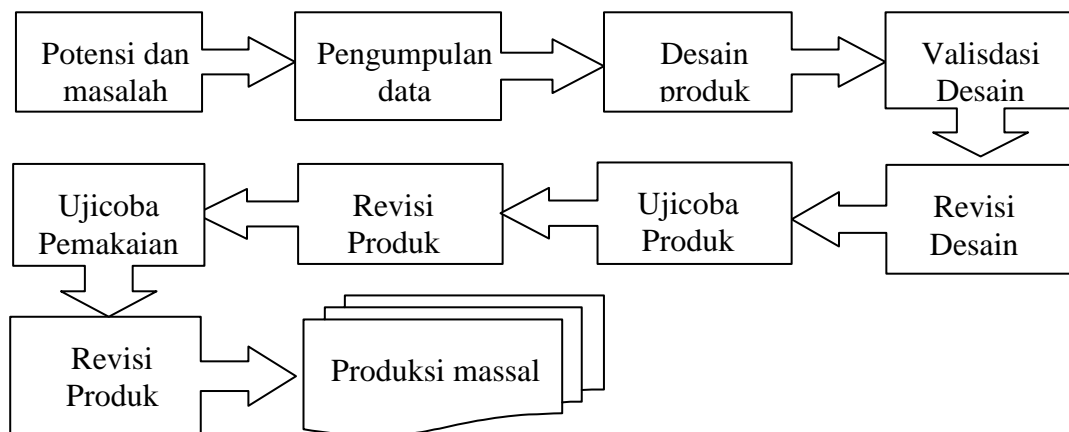 Potensi dan
masalah
Pengumpulan
data
Desain
produk
Valisdasi
Desain
Revisi
Desain
Ujicoba
Produk
Revisi
Produk
Ujicoba
Pemakaian
Revisi
Produk
Produksi massal